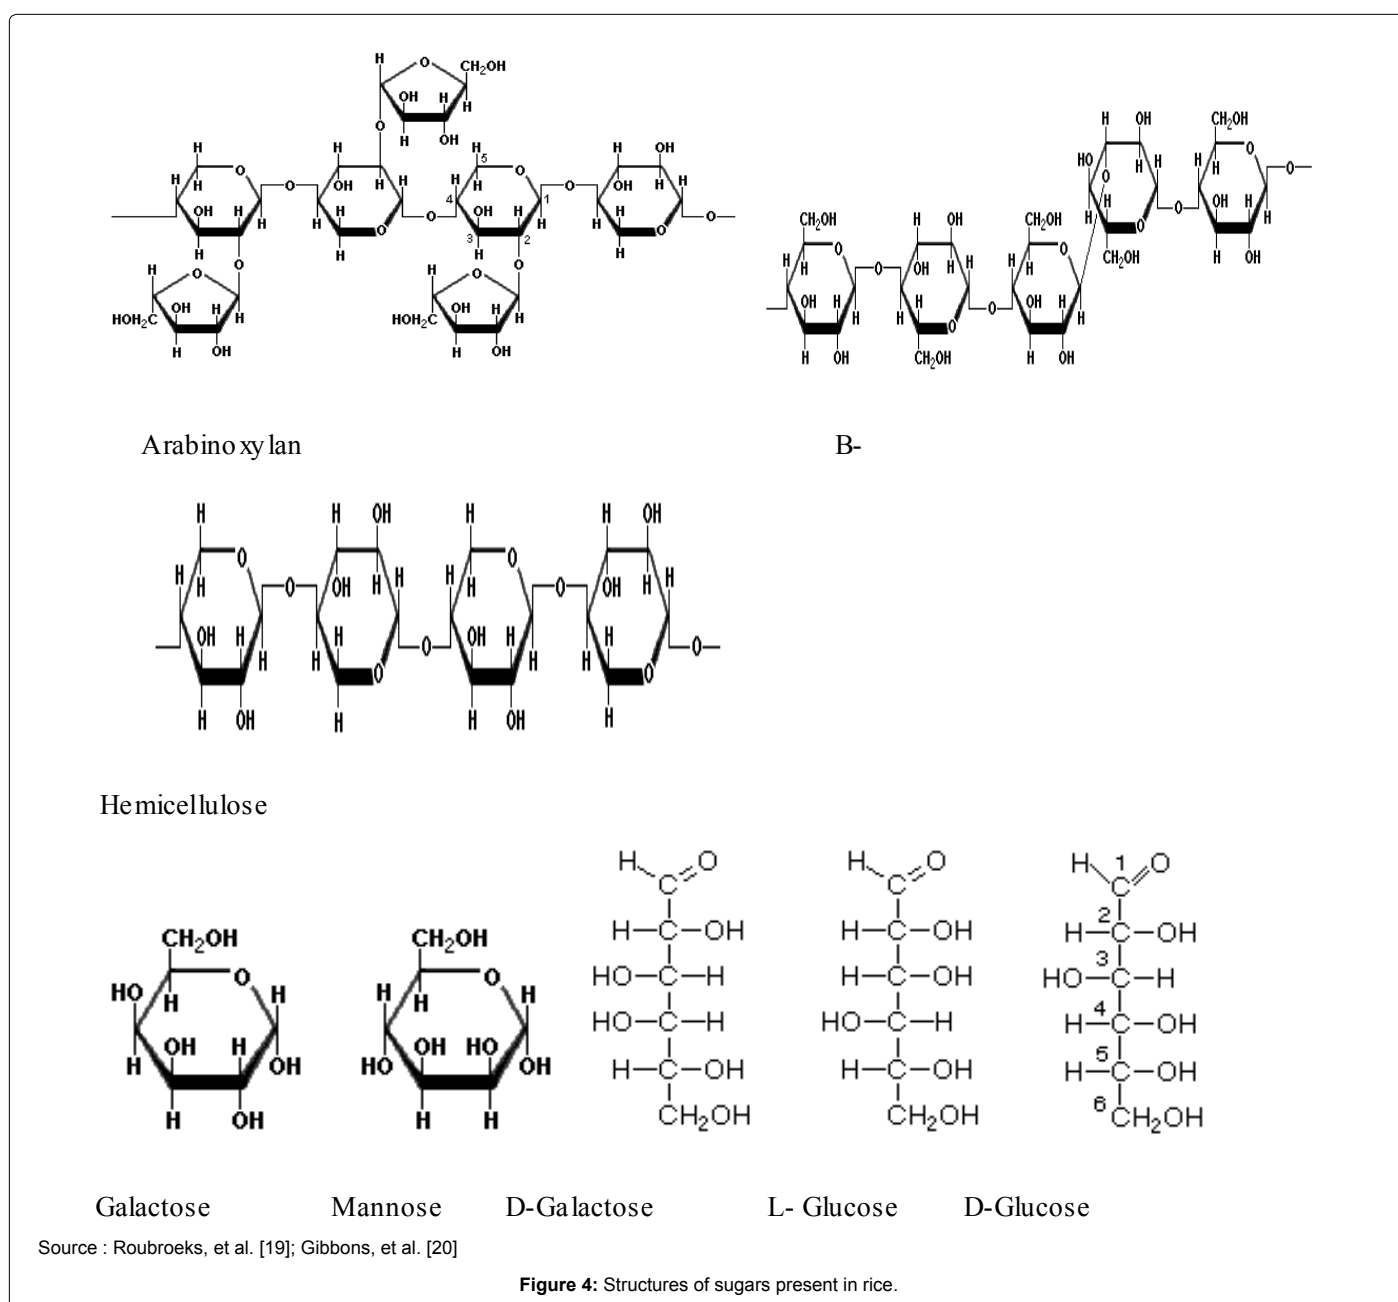 Arabinoxylan
B-
Hemicellulose
Galactose Mannose D-Galactose L- Glucose D-Glucose
Source : Roubroeks, et al. [19]; Gibbons, et al. [20]
Figure 4: Structures of sugars present in rice.